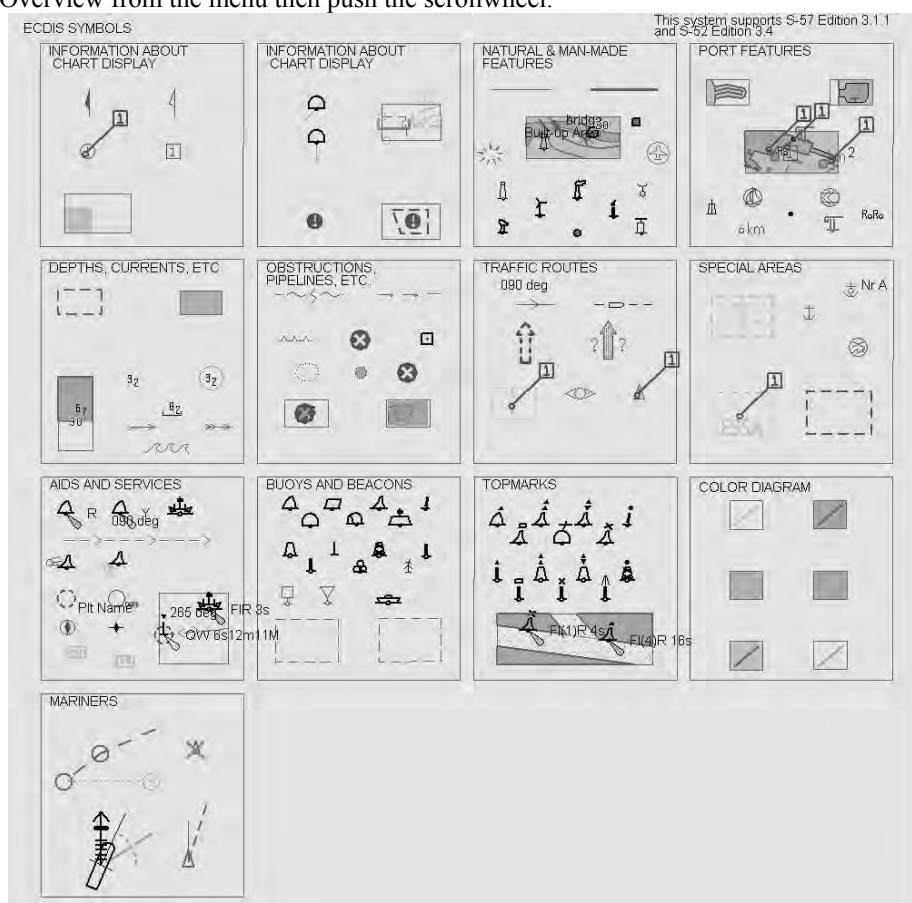 Overview from the menu then push the scrollwheel.
ECDIS SYMBOLS
This system supports S-57 Edition 3.1.1
and S-52 Edition 3.4
INFORMATION ABOUT
CHART DISPLAY
1
1
INFORMATION ABOUT
CHART DISPLAY
NATURAL & MAN-MADE
FEATURES
bridge
Built-up Area
PORT FEATURES
1
1
1
2
km
RoRo
DEPTHS, CURRENTS, ETC
9₂
9₂
8₂
OBSTRUCTIONS,
PIPELINES, ETC.
TRAFFIC ROUTES
090 deg
? ?
1
1
SPECIAL AREAS
Nr A
1
ESSA
AIDS AND SERVICES
R
Y
090 deg
Plt Name
FIR 3s
265 deg
QW 6s12m11M
BUOYS AND BEACONS
TOPMARKS
Fl(1)R 4s
Fl(4)R 16s
COLOR DIAGRAM
MARINERS